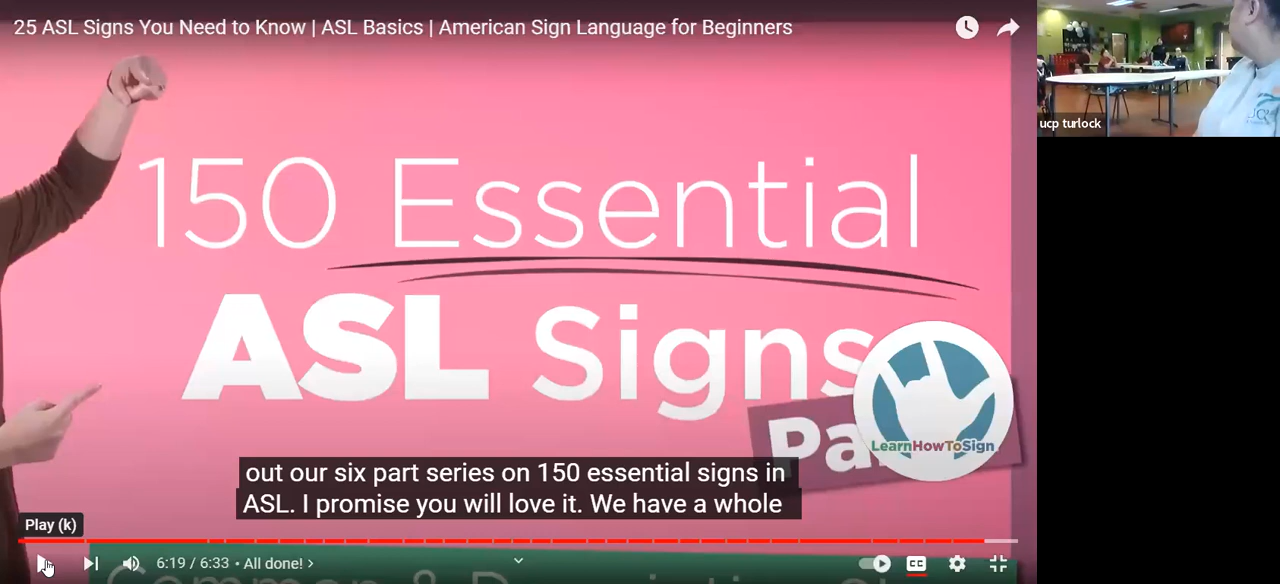 25 ASL Signs You Need to Know | ASL Basics | American Sign Language for Beginners
ucp turlock
150 Essential
ASL Signs
LearnHowToSign
out our six part series on 150 essential signs in
ASL. I promise you will love it. We have a whole
Play (k)
6:19 / 6:33 • All done! ›
CC